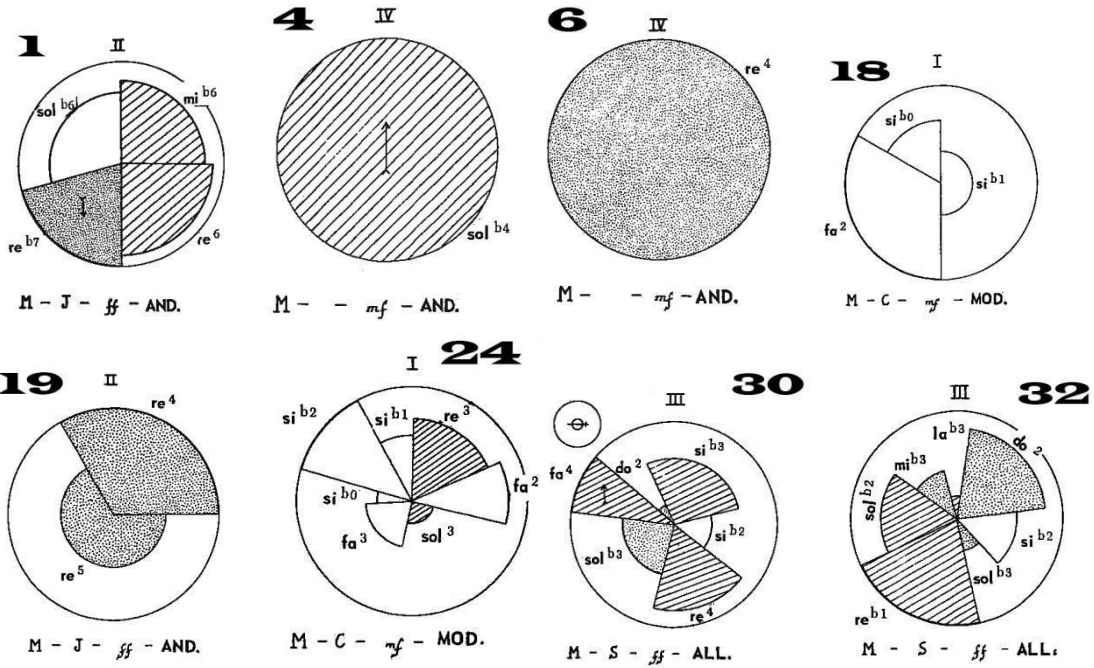 1
II
sol b6
mi b6
re b7
re 6
M - J - ff - AND.
4
IV
sol b4
M - - mf - AND.
6
IV
re 4
M - - mf - AND.
18
I
si b0
si b1
fa 2
M - C - mf - MOD.
19
II
re 4
re 5
M - J - ff - AND.
I
24
si b2
si b1
re 3
fa 2
si b0
fa 3
sol 3
M - C - mf - MOD.
III
30
fa 4
do 2
si b3
si b2
sol b3
re 4
M - S - ff - ALL.
III
32
la b3
do 2
mi b3
sol b2
si b2
sol b3
re b1
M - S - ff - ALL: